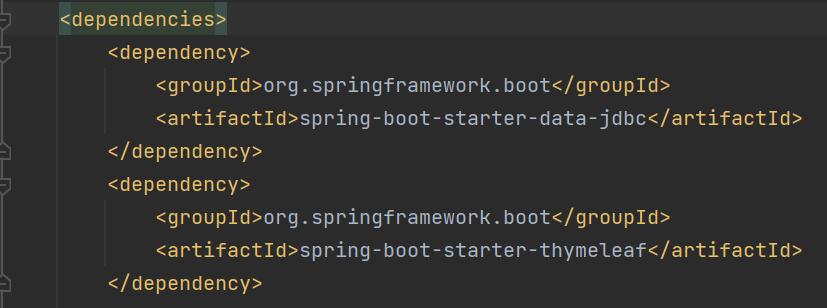 <dependencies>
<dependency>
<groupId>org.springframework.boot</groupId>
<artifactId>spring-boot-starter-data-jdbc</artifactId>
</dependency>
<dependency>
<groupId>org.springframework.boot</groupId>
<artifactId>spring-boot-starter-thymeleaf</artifactId>
</dependency>